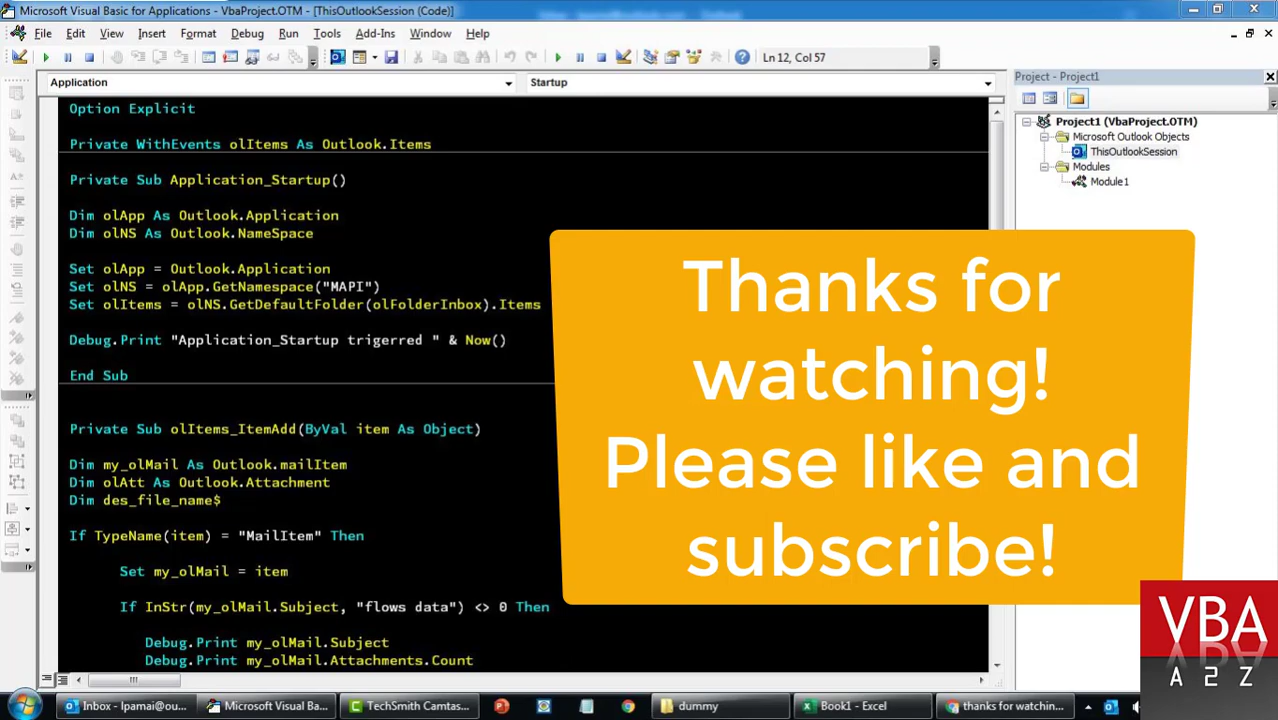 Microsoft Visual Basic for Applications - VbaProject.OTM - [ThisOutlookSession (Code)]
File Edit View Insert Format Debug Run Tools Add-Ins Window Help
Ln 12, Col 57
Application Startup
Option Explicit
Private WithEvents olItems As Outlook.Items
Private Sub Application_Startup()
Dim olApp As Outlook.Application
Dim olNS As Outlook.NameSpace
Set olApp = Outlook.Application
Set olNS = olApp.GetNamespace("MAPI")
Set olItems = olNS.GetDefaultFolder(olFolderInbox).Items
Debug.Print "Application_Startup trigerred " & Now()
End Sub
Private Sub olItems_ItemAdd(ByVal item As Object)
Dim my_olMail As Outlook.mailItem
Dim olAtt As Outlook.Attachment
Dim des_file_name$
If TypeName(item) = "MailItem" Then
Set my_olMail = item
If InStr(my_olMail.Subject, "flows data") <> 0 Then
Debug.Print my_olMail.Subject
Debug.Print my_olMail.Attachments.Count
Project - Project1
Project1 (VbaProject.OTM)
Microsoft Outlook Objects
ThisOutlookSession
Modules
Module1
Thanks for
watching!
Please like and
subscribe!
VBA
A 2 Z
Inbox - lpamai@ou... Microsoft Visual Ba... TechSmith Camtas... dummy Book1 - Excel thanks for watchin...